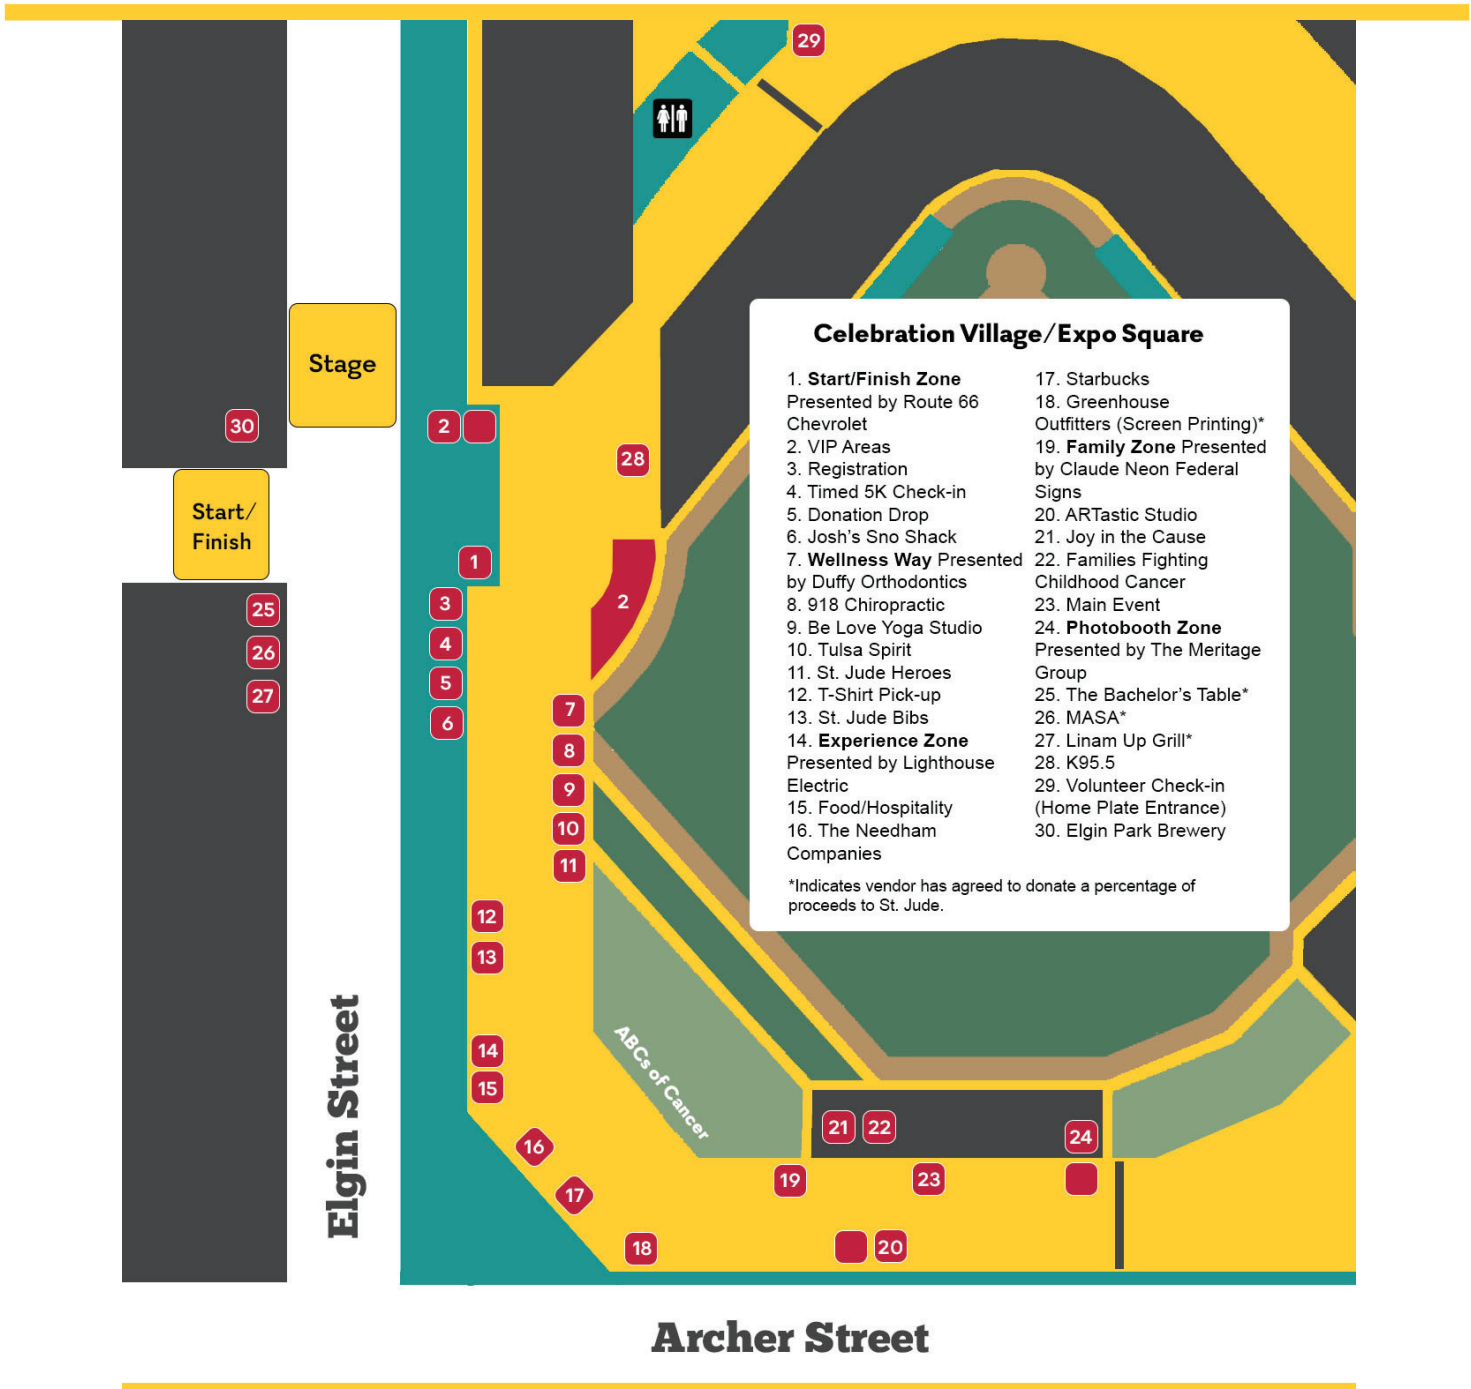 29
Stage
30
2
28
Start/
Finish
1
2
25
3
26
4
27
5
6
7
8
9
10
11
12
13
14
15
16
17
18
19
20
21
22
23
24
ABCs of Cancer
Elgin Street
Archer Street
Celebration Village/Expo Square
1. Start/Finish Zone
Presented by Route 66
Chevrolet
2. VIP Areas
3. Registration
4. Timed 5K Check-in
5. Donation Drop
6. Josh's Sno Shack
7. Wellness Way Presented
by Duffy Orthodontics
8. 918 Chiropractic
9. Be Love Yoga Studio
10. Tulsa Spirit
11. St. Jude Heroes
12. T-Shirt Pick-up
13. St. Jude Bibs
14. Experience Zone
Presented by Lighthouse
Electric
15. Food/Hospitality
16. The Needham
Companies
17. Starbucks
18. Greenhouse
Outfitters (Screen Printing)*
19. Family Zone Presented
by Claude Neon Federal
Signs
20. ARTastic Studio
21. Joy in the Cause
22. Families Fighting
Childhood Cancer
23. Main Event
24. Photobooth Zone
Presented by The Meritage
Group
25. The Bachelor's Table*
26. MASA*
27. Linam Up Grill*
28. K95.5
29. Volunteer Check-in
(Home Plate Entrance)
30. Elgin Park Brewery
*Indicates vendor has agreed to donate a percentage of
proceeds to St. Jude.